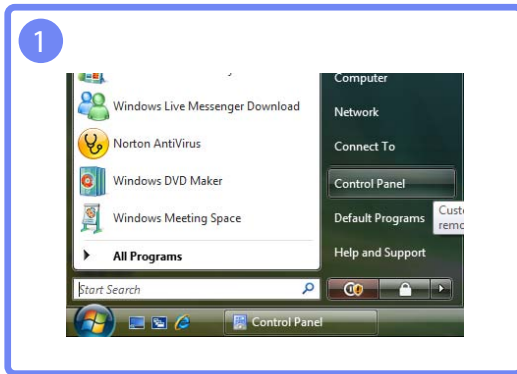 1
Computer
Windows Live Messenger Download
Network
Norton AntiVirus
Connect To
Windows DVD Maker
Control Panel
Windows Meeting Space
Default Programs
All Programs
Help and Support
Start Search
Control Panel